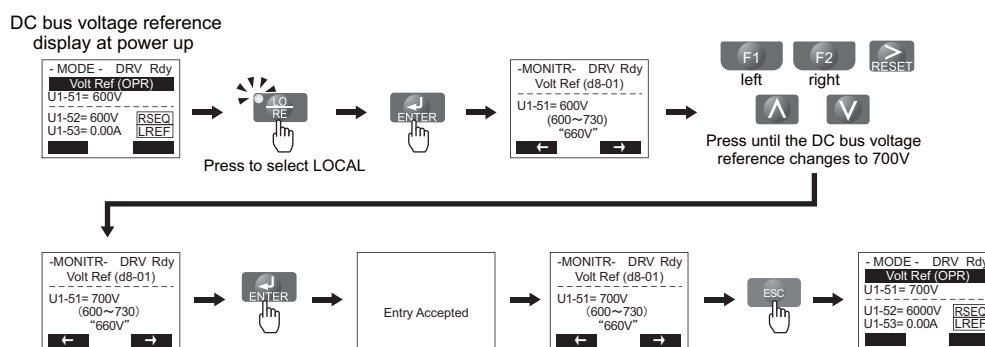 DC bus voltage reference
display at power up
- MODE -   DRV Rdy
Volt Ref (OPR)
U1-51= 600V
U1-52= 600V   RSEQ
U1-53= 0.00A   LREF
LO
RE
Press to select LOCAL
ENTER
-MONITR-   DRV Rdy
Volt Ref (d8-01)
U1-51= 600V
(600～730)
“660V”
← →
F1
left
F2
right
>
RESET
∧ ∨
Press until the DC bus voltage
reference changes to 700V
-MONITR-   DRV Rdy
Volt Ref (d8-01)
U1-51= 700V
(600～730)
“660V”
← →
ENTER
Entry Accepted
-MONITR-   DRV Rdy
Volt Ref (d8-01)
U1-51= 700V
(600～730)
“660V”
← →
ESC
- MODE -   DRV Rdy
Volt Ref (OPR)
U1-51= 700V
U1-52= 6000V   RSEQ
U1-53= 0.00A   LREF